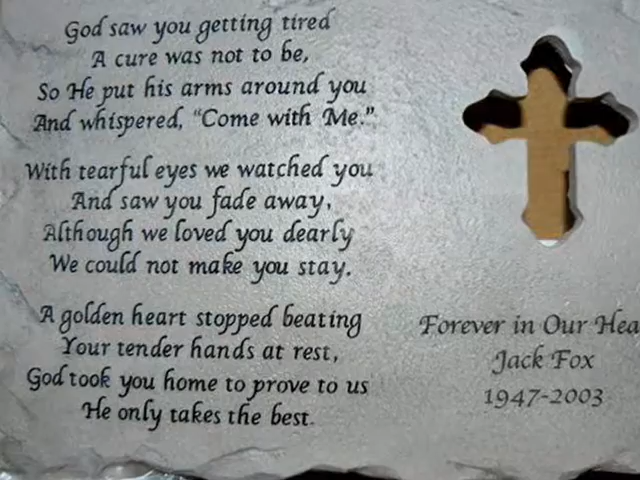 God saw you getting tired
A cure was not to be,
So He put his arms around you
And whispered, "Come with Me."
With tearful eyes we watched you
And saw you fade away,
Although we loved you dearly
We could not make you stay.
A golden heart stopped beating
Your tender hands at rest,
God took you home to prove to us
He only takes the best.
Forever in Our Hea
Jack Fox
1947-2003